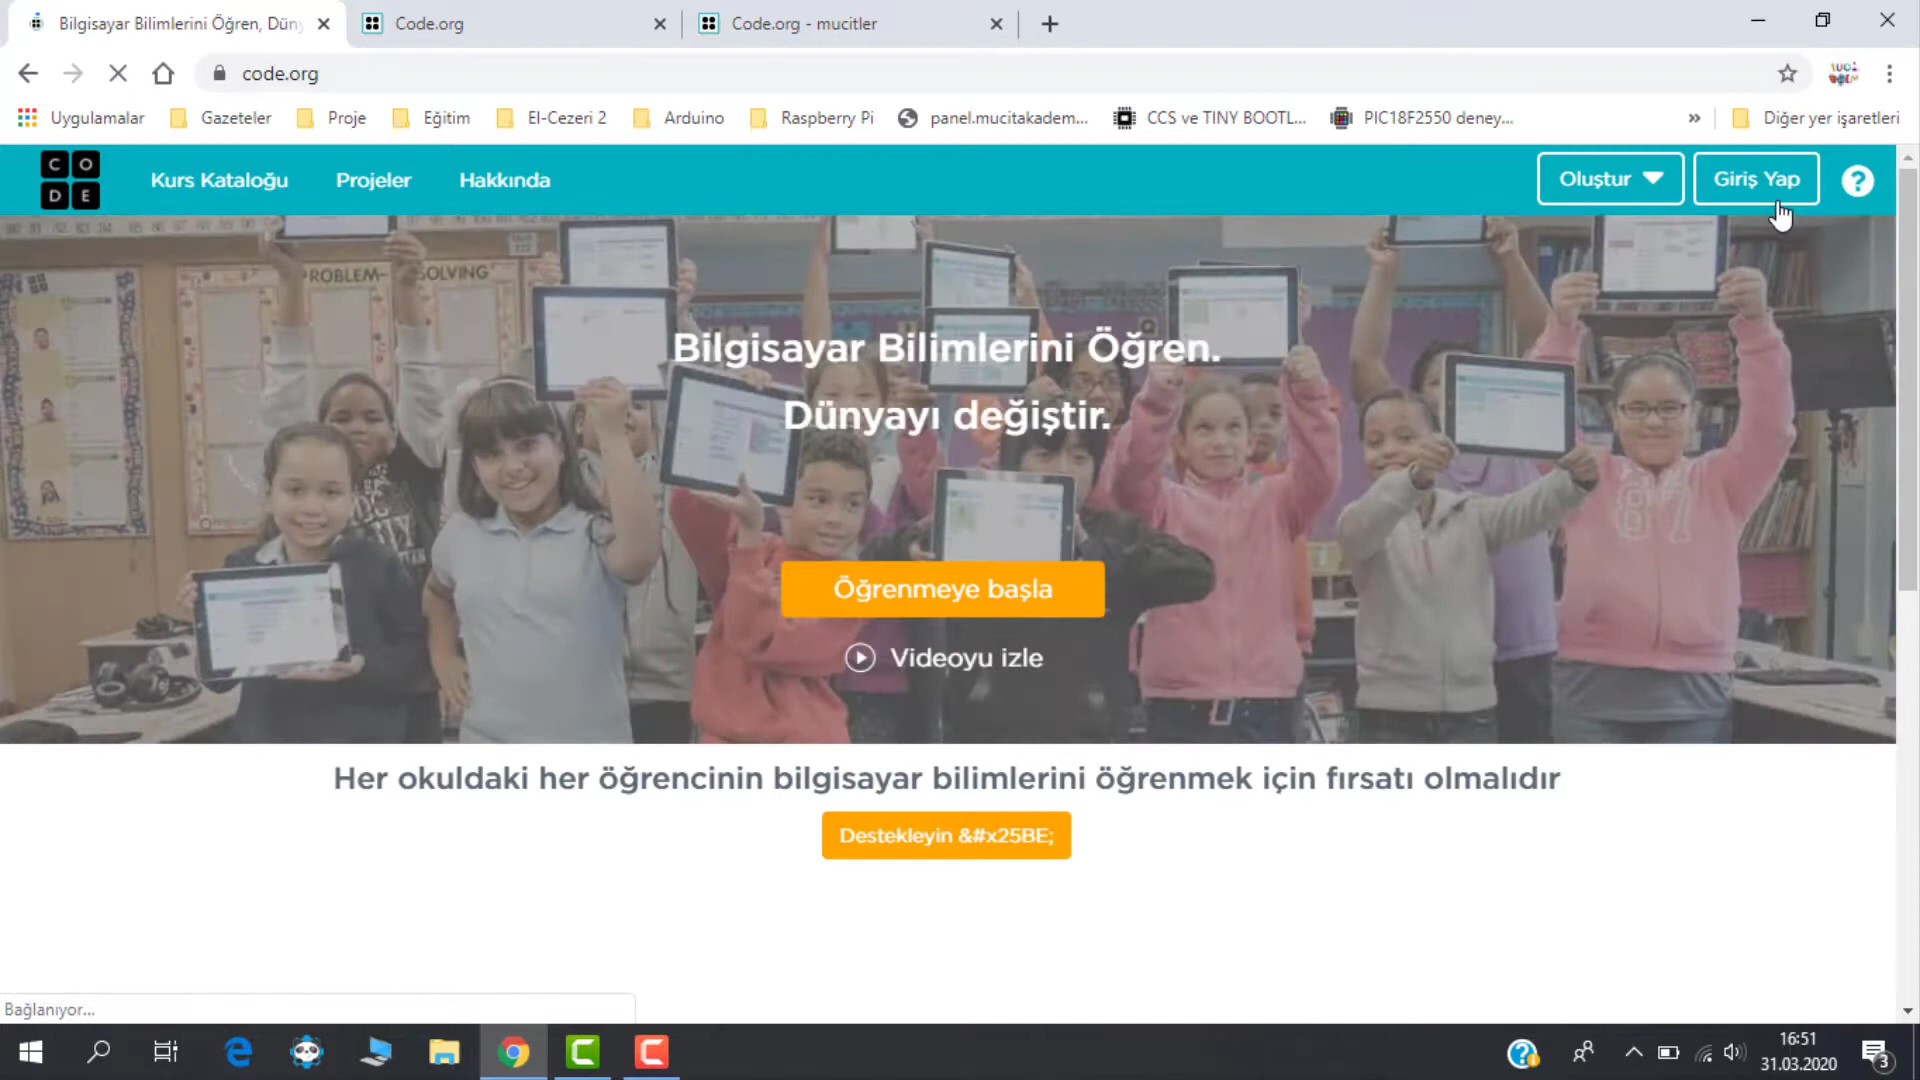 Bilgisayar Bilimlerini Öğren, Dün
Code.org
Code.org - mucitler
code.org
Uygulamalar
Gazeteler
Proje
Eğitim
El-Cezeri 2
Arduino
Raspberry Pi
panel.mucitakadem...
CCS ve TINY BOOTL...
PIC18F2550 deney...
»
Diğer yer işaretleri
C O
D E
Kurs Kataloğu
Projeler
Hakkında
Oluştur
Giriş Yap
?
PROBLEM-SOLVING
Bilgisayar Bilimlerini Öğren.
Dünyayı değiştir.
Öğrenmeye başla
Videoyu izle
Her okuldaki her öğrencinin bilgisayar bilimlerini öğrenmek için fırsatı olmalıdır
Destekleyin &#x25BE;
Bağlanıyor...
16:51
31.03.2020
3